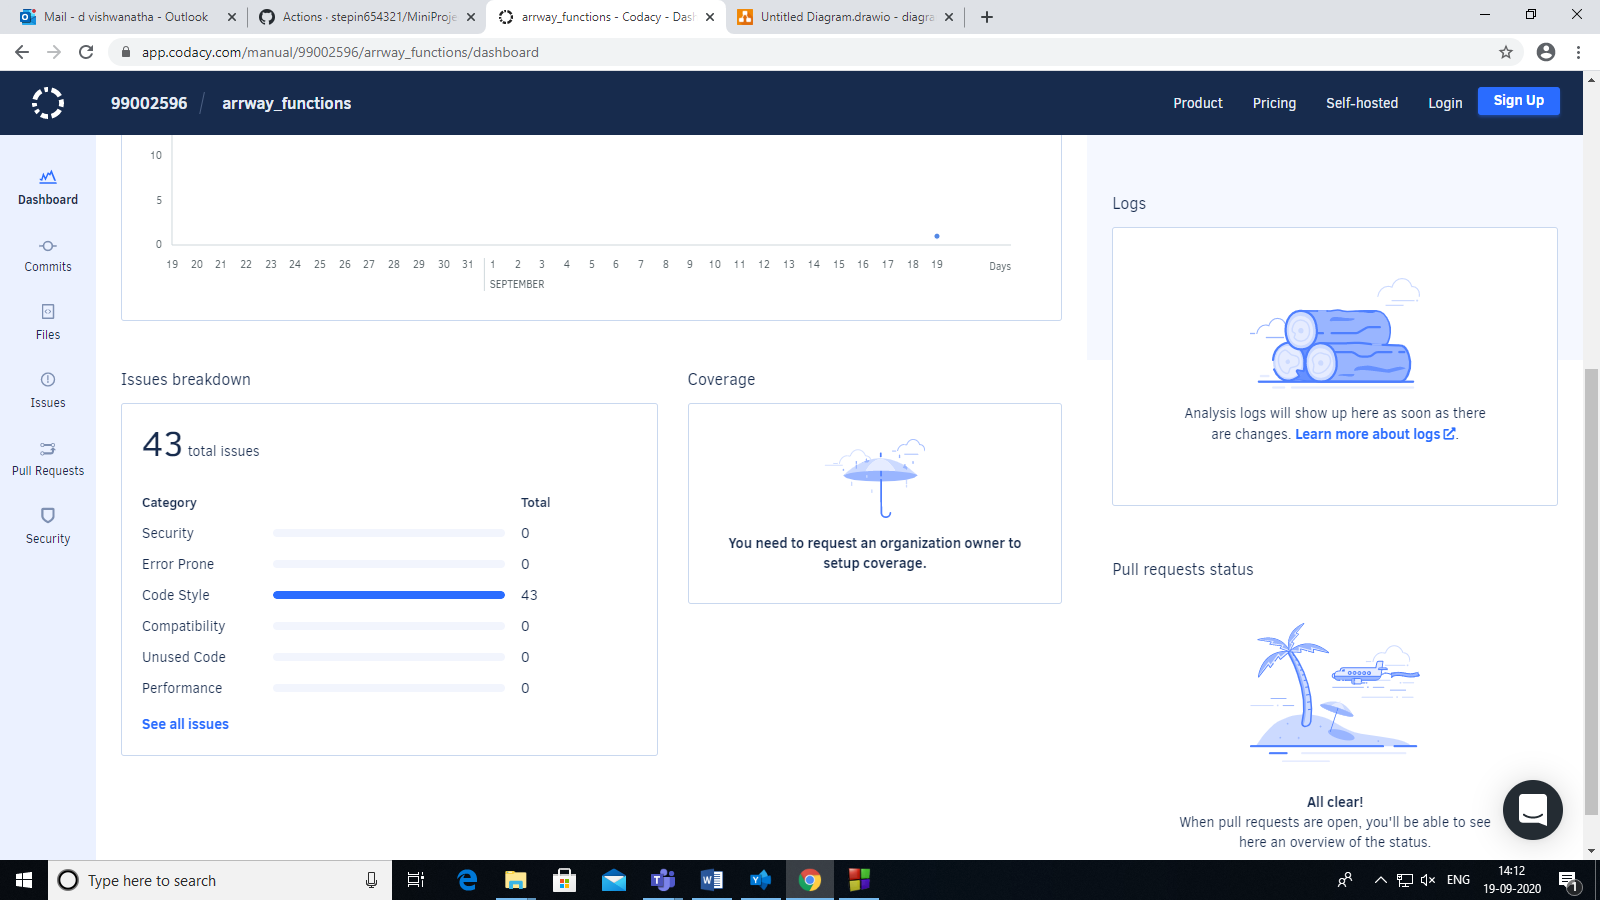 Mail - d vishwanatha - Outlook
Actions · stepin654321/MiniProje
arrway_functions - Codacy - Das
Untitled Diagram.drawio - diagra
app.codacy.com/manual/99002596/arrway_functions/dashboard
99002596 / arrway_functions
Product Pricing Self-hosted Login Sign Up
Dashboard
Commits
Files
Issues
Pull Requests
Security
10
5
0
19 20 21 22 23 24 25 26 27 28 29 30 31 1 2 3 4 5 6 7 8 9 10 11 12 13 14 15 16 17 18 19 Days
SEPTEMBER
Issues breakdown
43 total issues
Category Total
Security 0
Error Prone 0
Code Style 43
Compatibility 0
Unused Code 0
Performance 0
See all issues
Coverage
You need to request an organization owner to
setup coverage.
Logs
Analysis logs will show up here as soon as there
are changes. Learn more about logs.
Pull requests status
All clear!
When pull requests are open, you'll be able to see
here an overview of the status.
Type here to search
ENG
14:12
19-09-2020
1